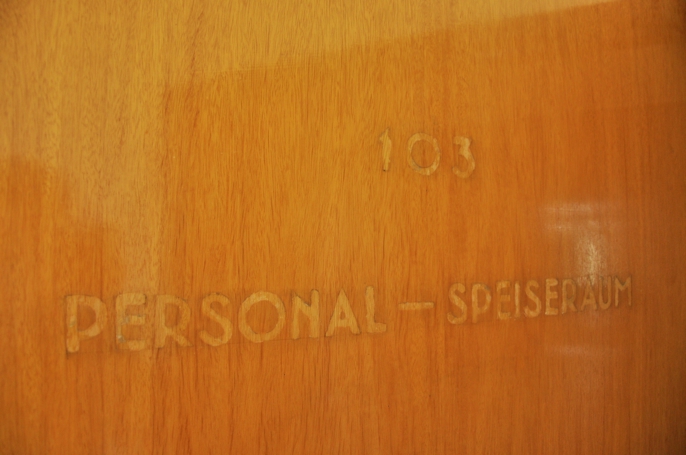 103
PERSONAL – SPEISERAUM